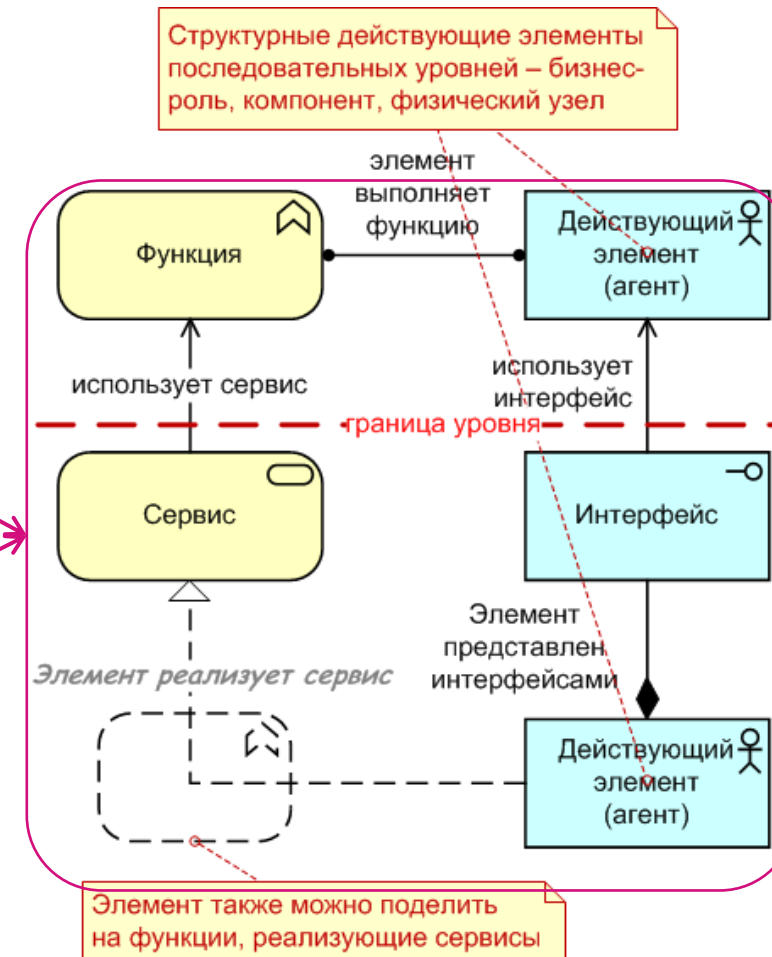 Структурные действующие элементы
последовательных уровней – бизнес-
роль, компонент, физический узел
элемент
выполняет
функцию
Функция
Действующий
элемент
(агент)
использует сервис
использует
интерфейс
граница уровня
Сервис
Интерфейс
Элемент
представлен
интерфейсами
Элемент реализует сервис
Действующий
элемент
(агент)
Элемент также можно поделить
на функции, реализующие сервисы